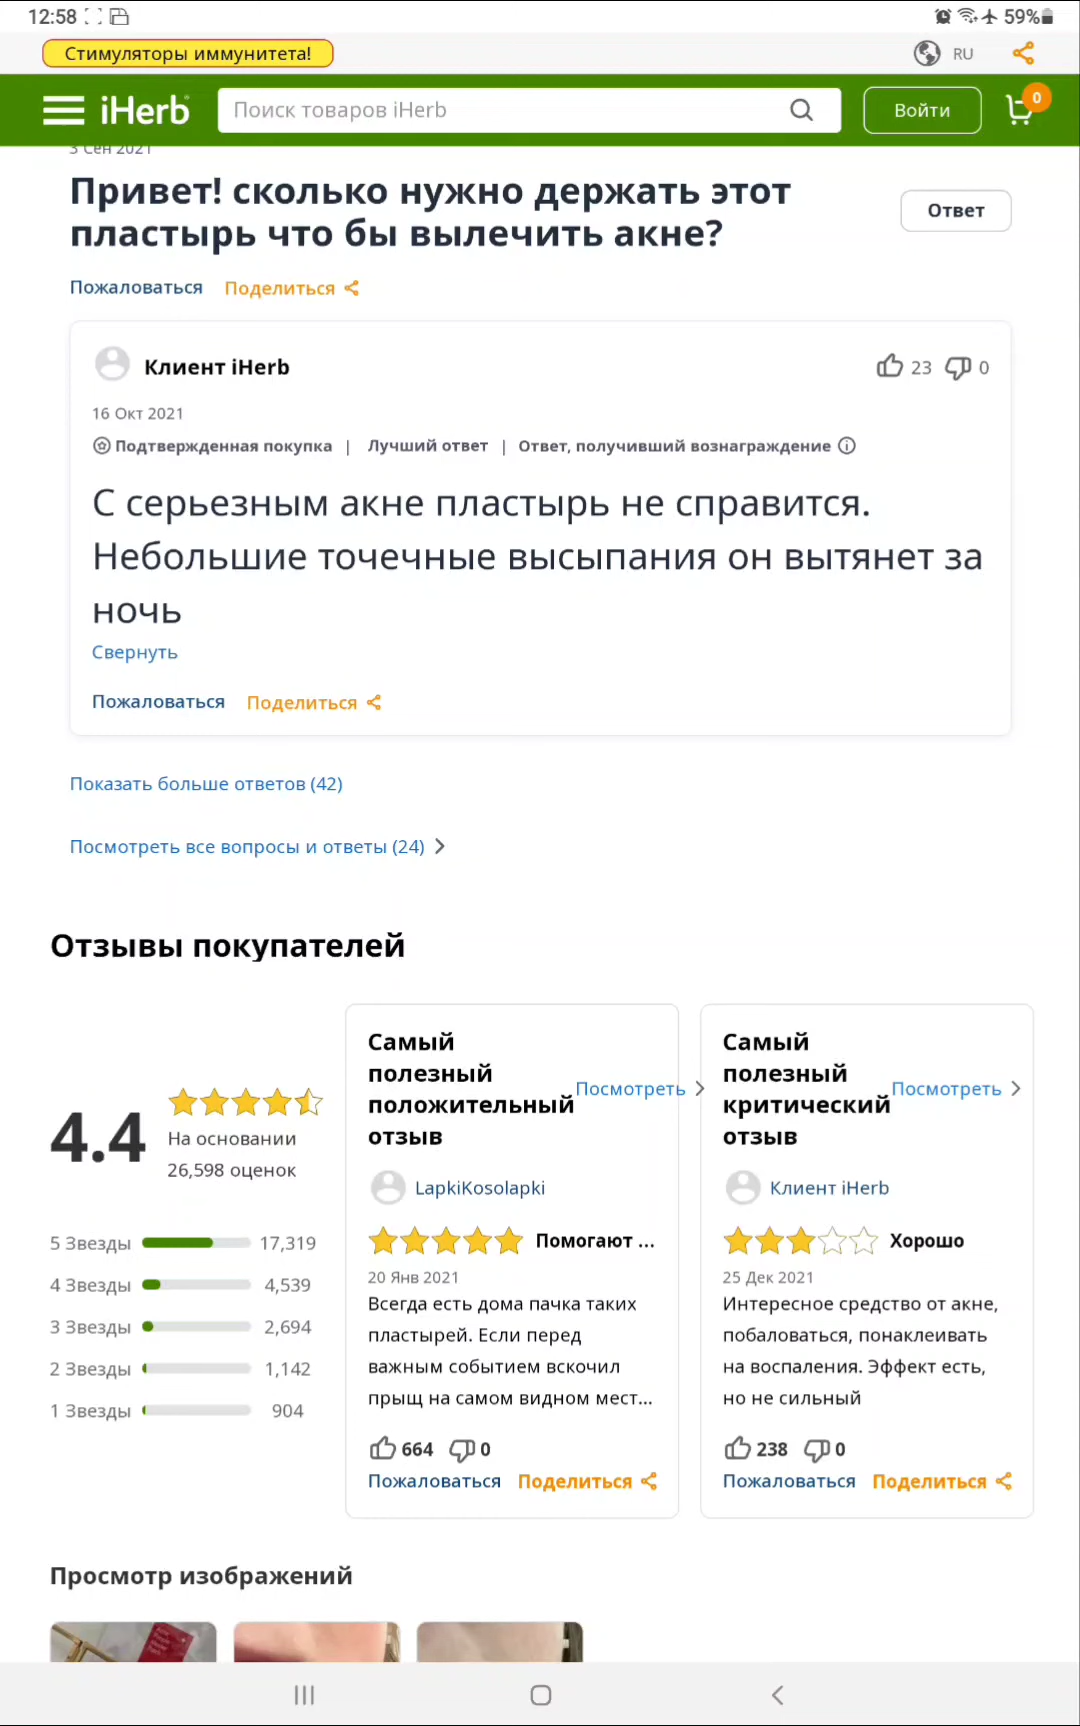 12:58
59%
Стимуляторы иммунитета!
RU
iHerb
Поиск товаров iHerb
Войти
0
3 Сен 2021
Привет! сколько нужно держать этот
пластырь что бы вылечить акне?
Ответ
Пожаловаться
Поделиться
Клиент iHerb
23
0
16 Окт 2021
Подтвержденная покупка | Лучший ответ | Ответ, получивший вознаграждение
С серьезным акне пластырь не справится.
Небольшие точечные высыпания он вытянет за
ночь
Свернуть
Пожаловаться
Поделиться
Показать больше ответов (42)
Посмотреть все вопросы и ответы (24)
Отзывы покупателей
4.4
На основании
26,598 оценок
5 Звезды 17,319
4 Звезды 4,539
3 Звезды 2,694
2 Звезды 1,142
1 Звезды 904
Самый
полезный
положительный
отзыв
Посмотреть
LapkiKosolapki
Помогают ...
20 Янв 2021
Всегда есть дома пачка таких
пластырей. Если перед
важным событием вскочил
прыщ на самом видном мест...
664
0
Пожаловаться
Поделиться
Самый
полезный
критический
отзыв
Посмотреть
Клиент iHerb
Хорошо
25 Дек 2021
Интересное средство от акне,
побаловаться, понаклеивать
на воспаления. Эффект есть,
но не сильный
238
0
Пожаловаться
Поделиться
Просмотр изображений